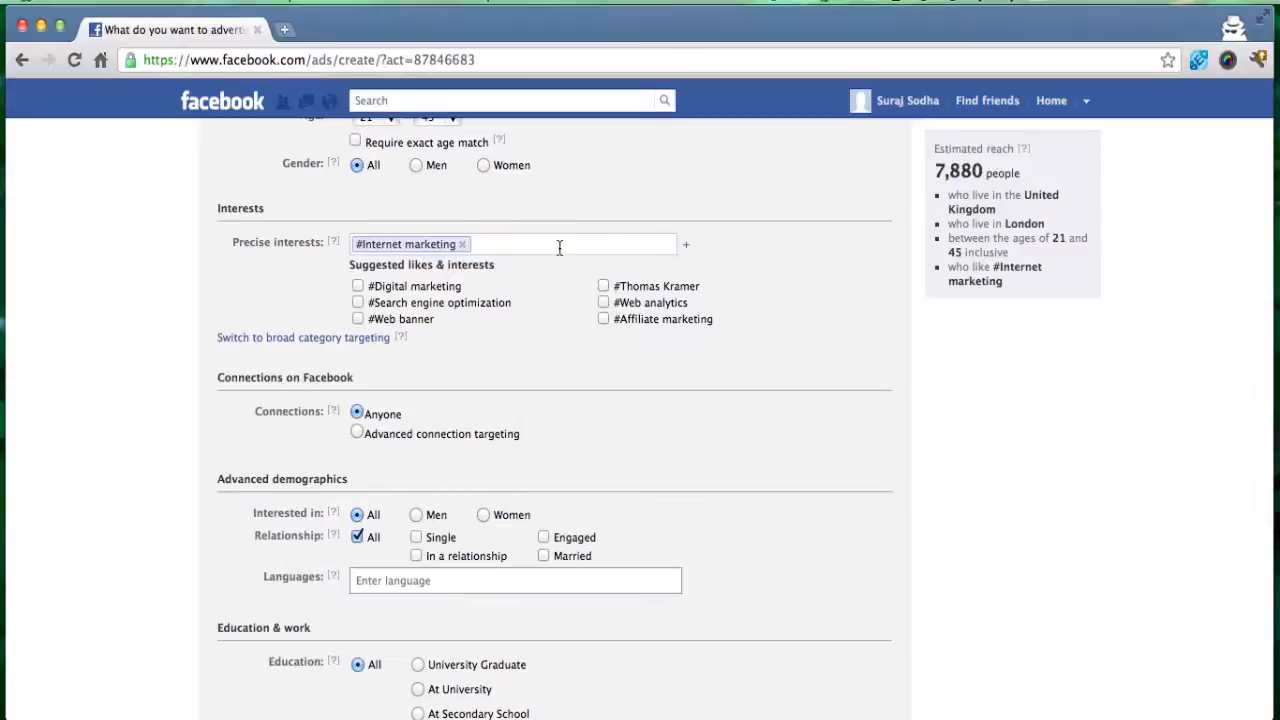 What do you want to adverti
https://www.facebook.com/ads/create/?act=87846683
facebook
Search
Suraj Sodha
Find friends
Home
21
45
Require exact age match [?]
Gender: [?]
All
Men
Women
Interests
Precise interests: [?]
#Internet marketing ×
+
Suggested likes & interests
#Digital marketing
#Thomas Kramer
#Search engine optimization
#Web analytics
#Web banner
#Affiliate marketing
Switch to broad category targeting [?]
Connections on Facebook
Connections: [?]
Anyone
Advanced connection targeting
Advanced demographics
Interested in: [?]
All
Men
Women
Relationship: [?]
All
Single
Engaged
In a relationship
Married
Languages: [?]
Enter language
Education & work
Education: [?]
All
University Graduate
At University
At Secondary School
Estimated reach [?]
7,880 people
who live in the United
Kingdom
who live in London
between the ages of 21 and
45 inclusive
who like #Internet
marketing